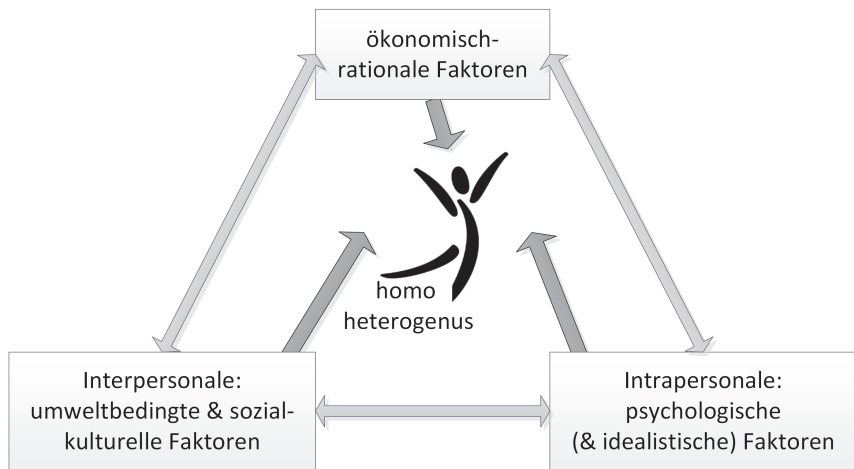 ökonomisch-
rationale Faktoren
homo
heterogenus
Interpersonale:
umweltbedingte & sozial-
kulturelle Faktoren
Intrapersonale:
psychologische
(& idealistische) Faktoren